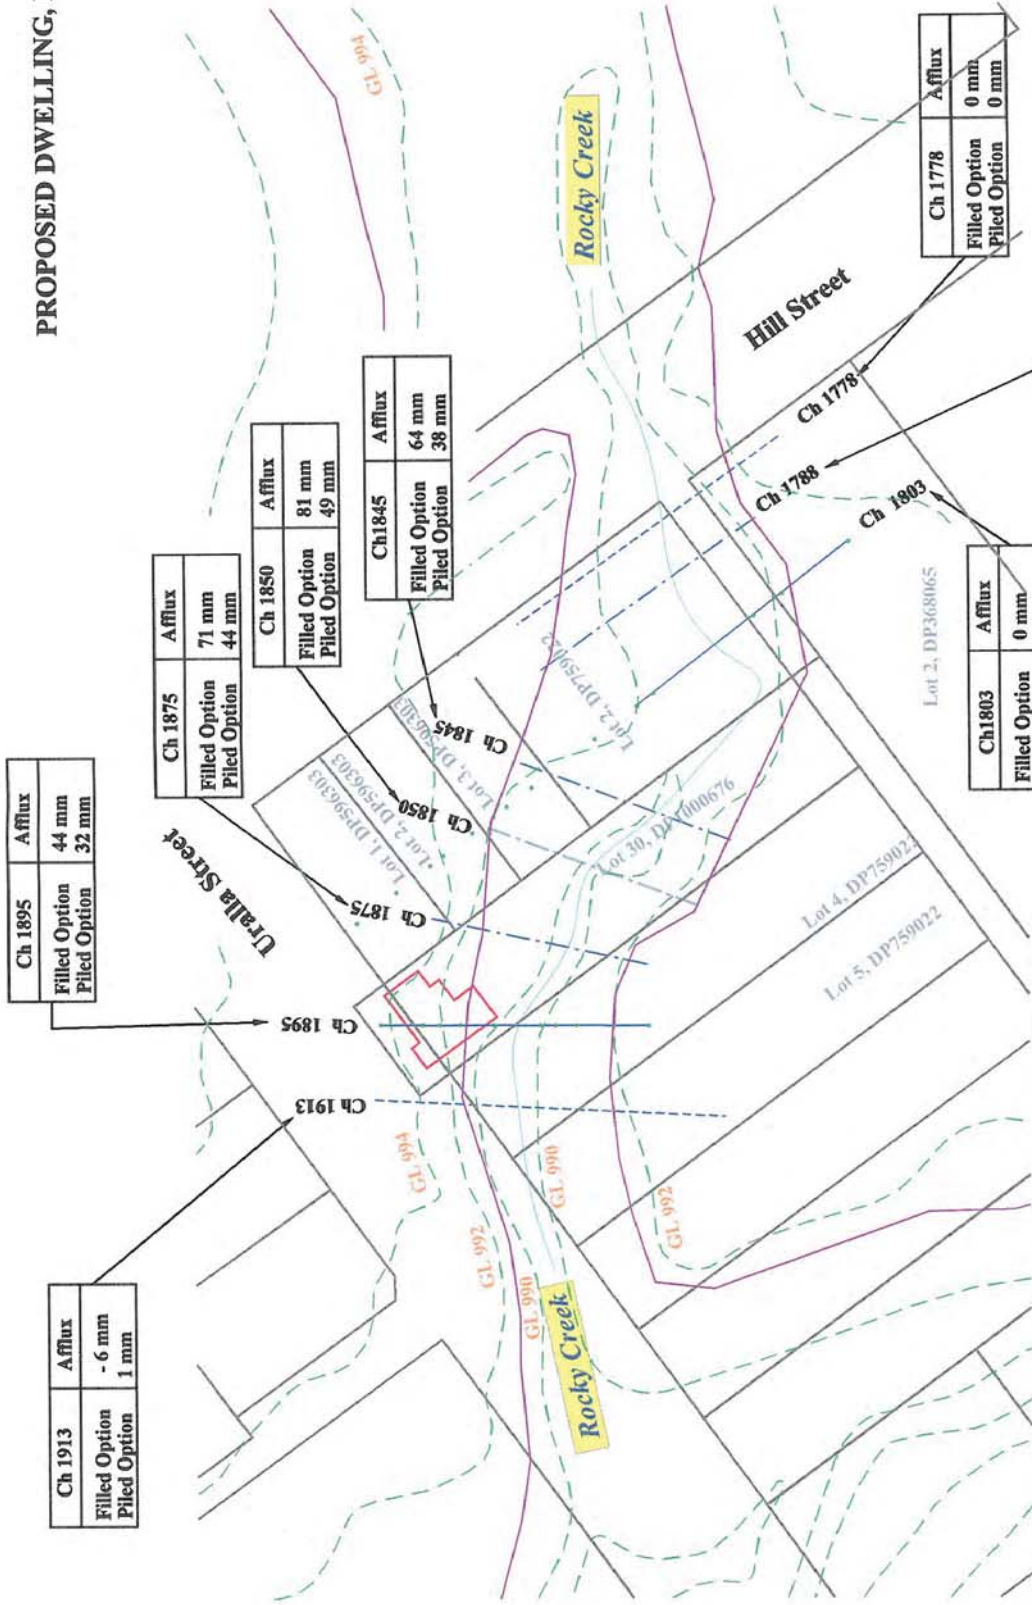 PROPOSED DWELLING,
Ch 1913 Afflux
Filled Option - 6 mm
Piled Option 1 mm
Ch 1895 Afflux
Filled Option 44 mm
Piled Option 32 mm
Ch 1875 Afflux
Filled Option 71 mm
Piled Option 44 mm
Ch 1850 Afflux
Filled Option 81 mm
Piled Option 49 mm
Ch1845 Afflux
Filled Option 64 mm
Piled Option 38 mm
GL 994
Rocky Creek
Uralla Street
Hill Street
Lot 1, DP596303
Lot 2, DP596303
Lot 3, DP596303
Lot 2, DP759022
Ch 1913
Ch 1895
Ch 1875
Ch 1850
Ch 1845
Ch 1778
Ch 1788
Ch 1803
GL 994
GL 992
GL 990
Rocky Creek
GL 990
GL 992
Lot 30, DP1000676
Lot 4, DP759022
Lot 5, DP759022
Lot 2, DP368065
Ch1803 Afflux
Filled Option 0 mm
Ch 1778 Afflux
Filled Option 0 mm
Piled Option 0 mm